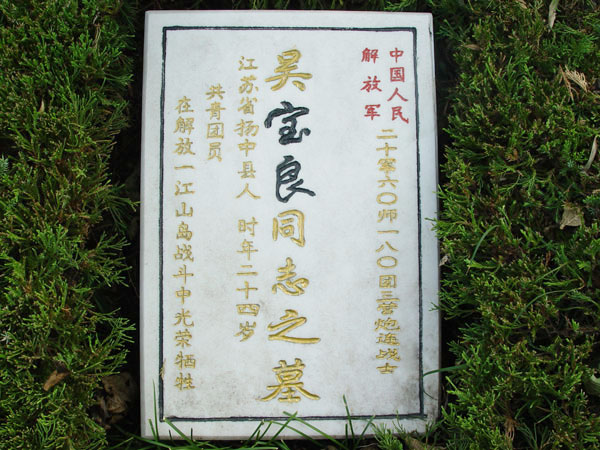 中国人民
解放军
二十军六〇师一八〇团三营炮连战士
吴宝良同志之墓
江苏省扬中县人 时年二十四岁
共青团员
在解放一江山岛战斗中光荣牺牲